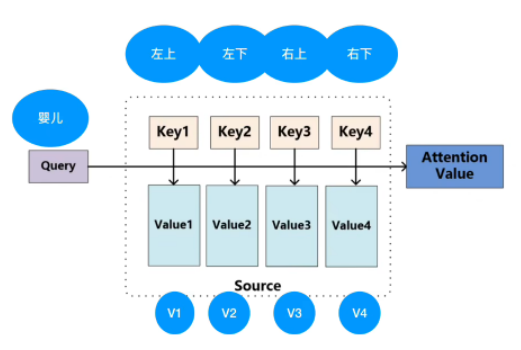 左上
左下
右上
右下
婴儿
Key1
Key2
Key3
Key4
Query
Attention
Value
Value1
Value2
Value3
Value4
Source
V1
V2
V3
V4